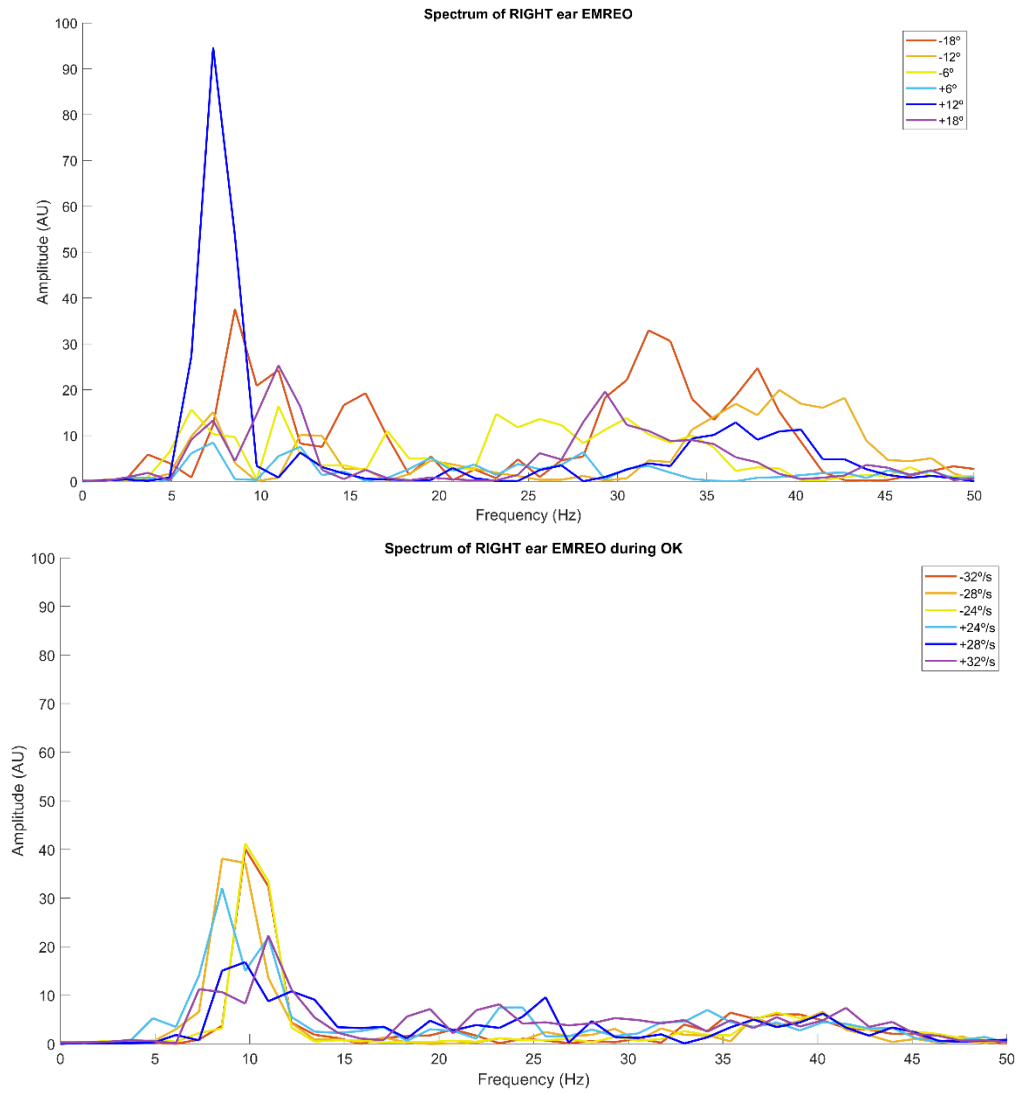 Spectrum of RIGHT ear EMREO
100
90
80
70
60
50
40
30
20
10
0
Amplitude (AU)
-18º
-12º
-6º
+6º
+12º
+18º
0 5 10 15 20 25 30 35 40 45 50
Frequency (Hz)
Spectrum of RIGHT ear EMREO during OK
100
90
80
70
60
50
40
30
20
10
0
Amplitude (AU)
-32º/s
-28º/s
-24º/s
+24º/s
+28º/s
+32º/s
0 5 10 15 20 25 30 35 40 45 50
Frequency (Hz)